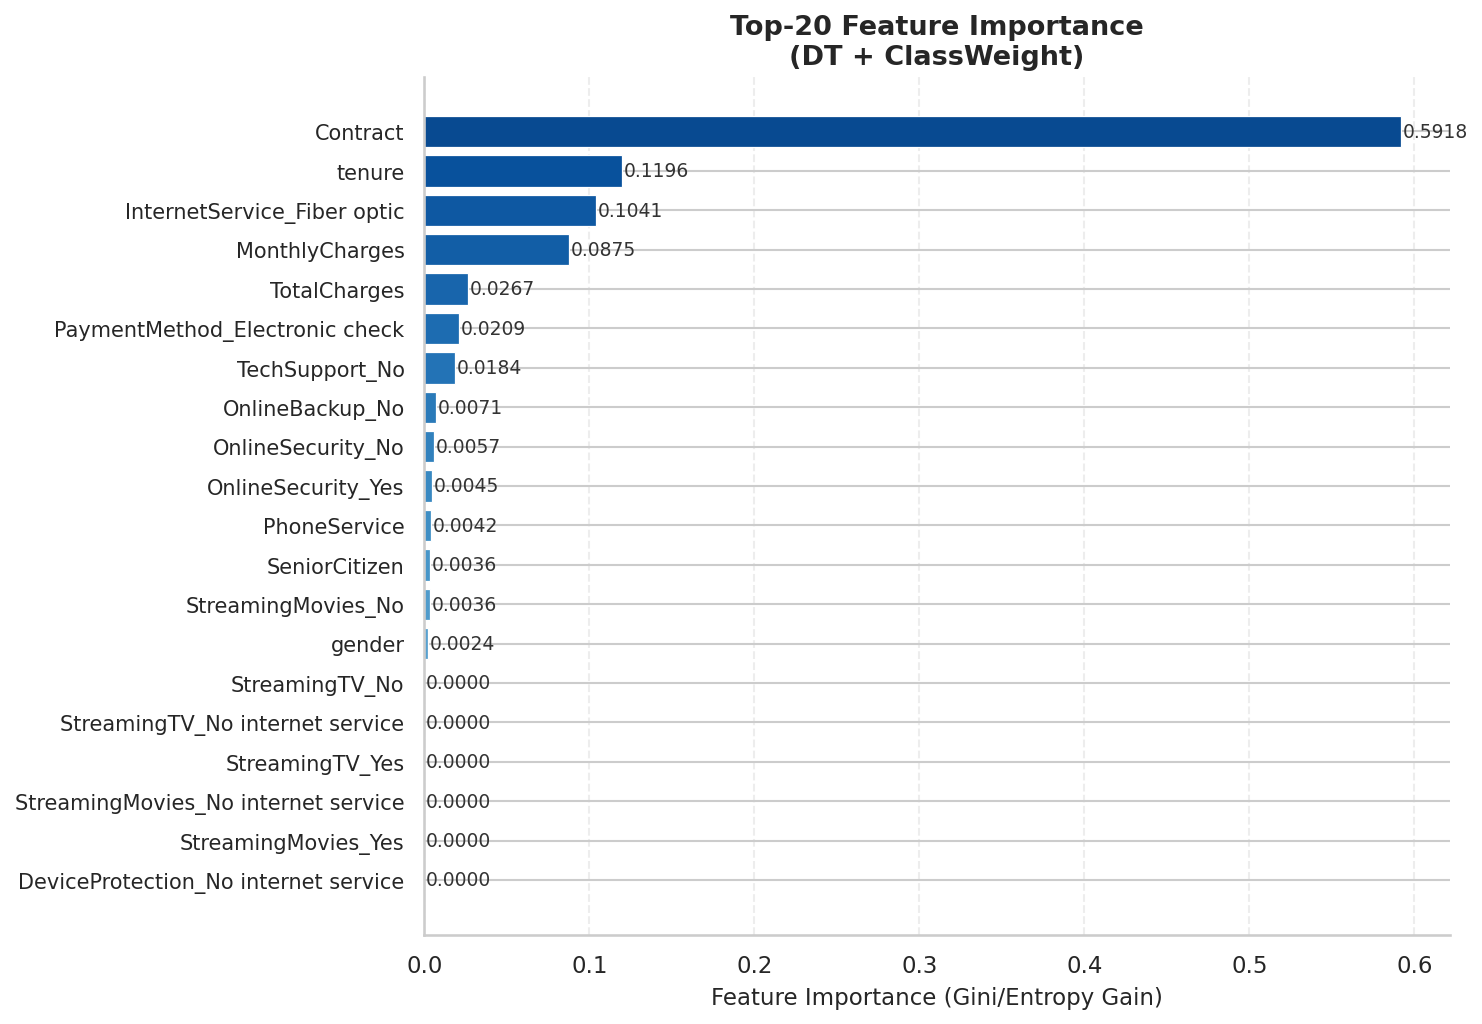 Top-20 Feature Importance
(DT + ClassWeight)
Contract 0.5918
tenure 0.1196
InternetService_Fiber optic 0.1041
MonthlyCharges 0.0875
TotalCharges 0.0267
PaymentMethod_Electronic check 0.0209
TechSupport_No 0.0184
OnlineBackup_No 0.0071
OnlineSecurity_No 0.0057
OnlineSecurity_Yes 0.0045
PhoneService 0.0042
SeniorCitizen 0.0036
StreamingMovies_No 0.0036
gender 0.0024
StreamingTV_No 0.0000
StreamingTV_No internet service 0.0000
StreamingTV_Yes 0.0000
StreamingMovies_No internet service 0.0000
StreamingMovies_Yes 0.0000
DeviceProtection_No internet service 0.0000
0.0 0.1 0.2 0.3 0.4 0.5 0.6
Feature Importance (Gini/Entropy Gain)